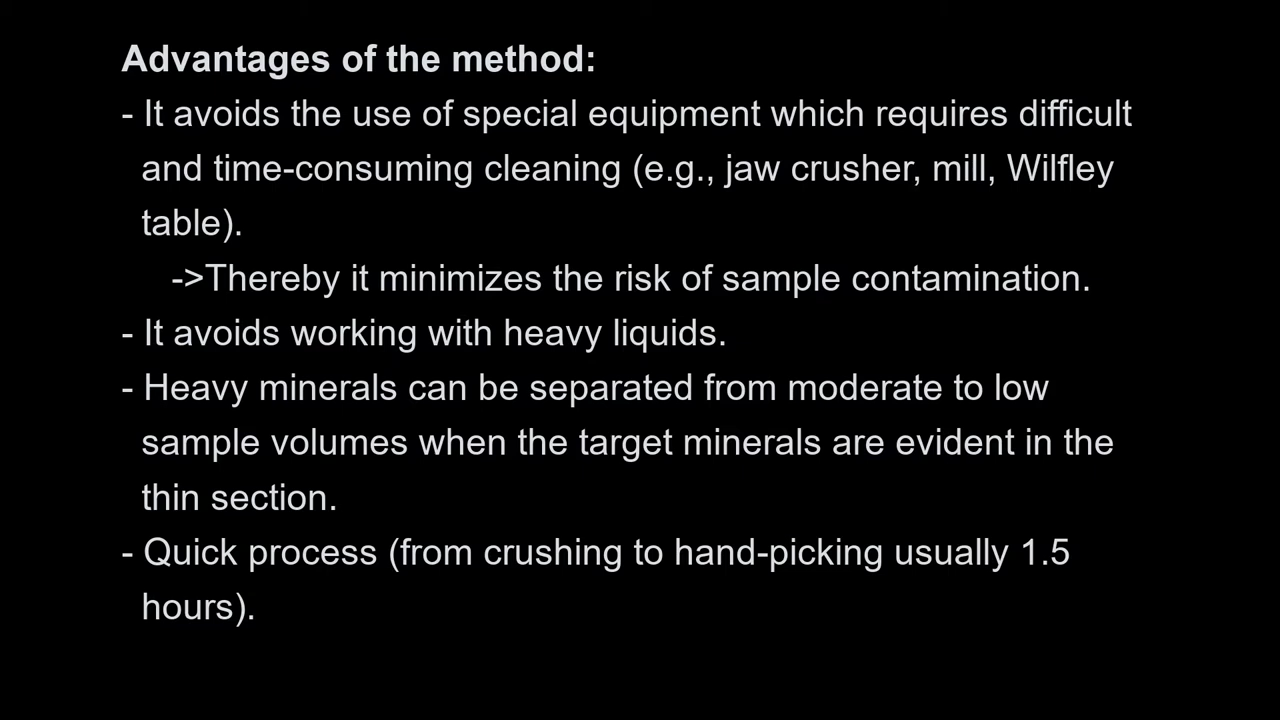 Advantages of the method:
- It avoids the use of special equipment which requires difficult
and time-consuming cleaning (e.g., jaw crusher, mill, Wilfley
table).
->Thereby it minimizes the risk of sample contamination.
- It avoids working with heavy liquids.
- Heavy minerals can be separated from moderate to low
sample volumes when the target minerals are evident in the
thin section.
- Quick process (from crushing to hand-picking usually 1.5
hours).